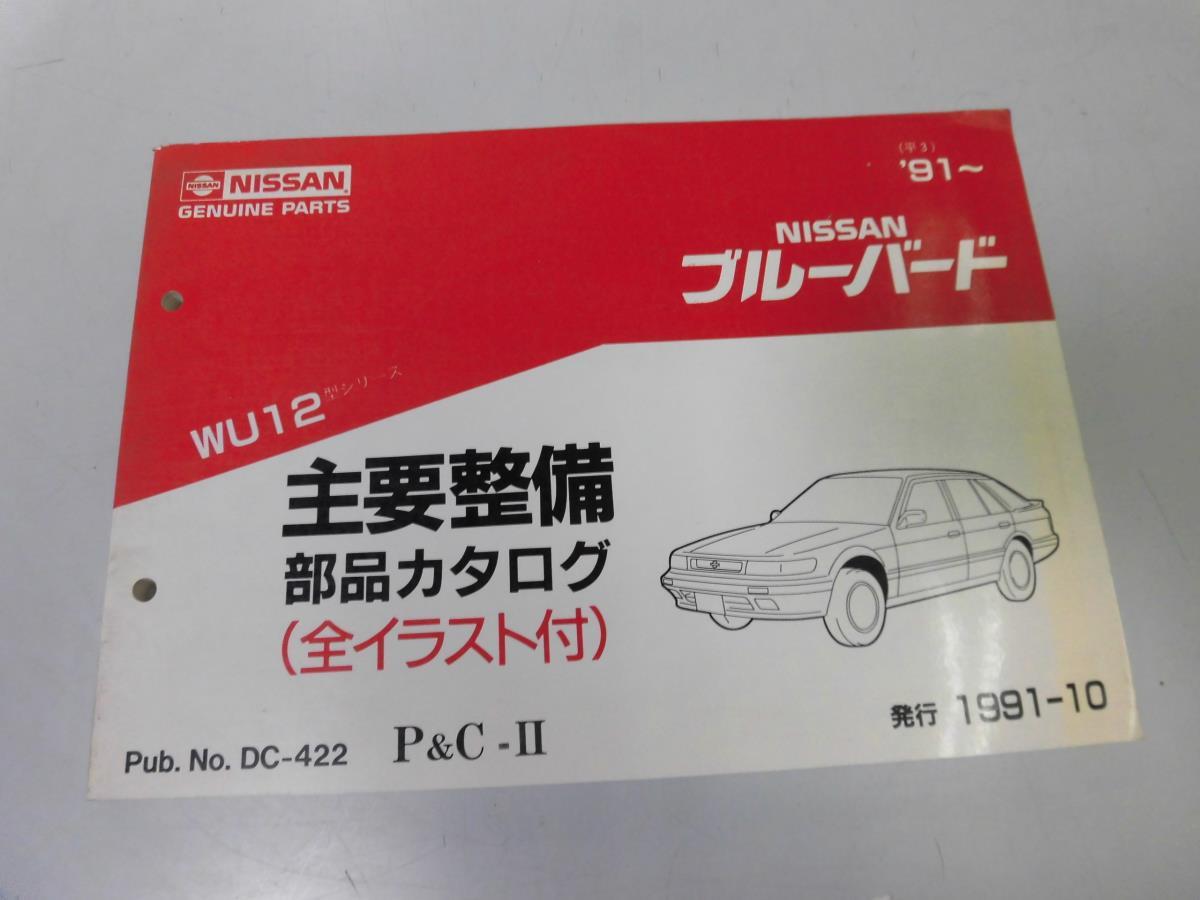 NISSAN
NISSAN
GENUINE PARTS
(平3)
'91~
NISSAN
ブルーバード
WU12型シリーズ
主要整備
部品カタログ
(全イラスト付)
発行 1991-10
Pub. No. DC-422 P&C-II